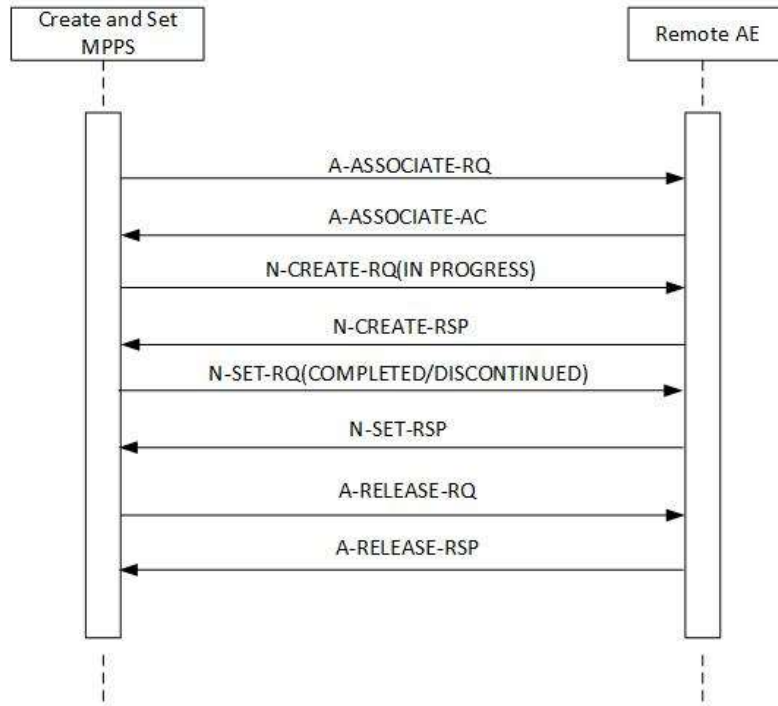 Create and Set
MPPS
Remote AE
A-ASSOCIATE-RQ
A-ASSOCIATE-AC
N-CREATE-RQ(IN PROGRESS)
N-CREATE-RSP
N-SET-RQ(COMPLETED/DISCONTINUED)
N-SET-RSP
A-RELEASE-RQ
A-RELEASE-RSP